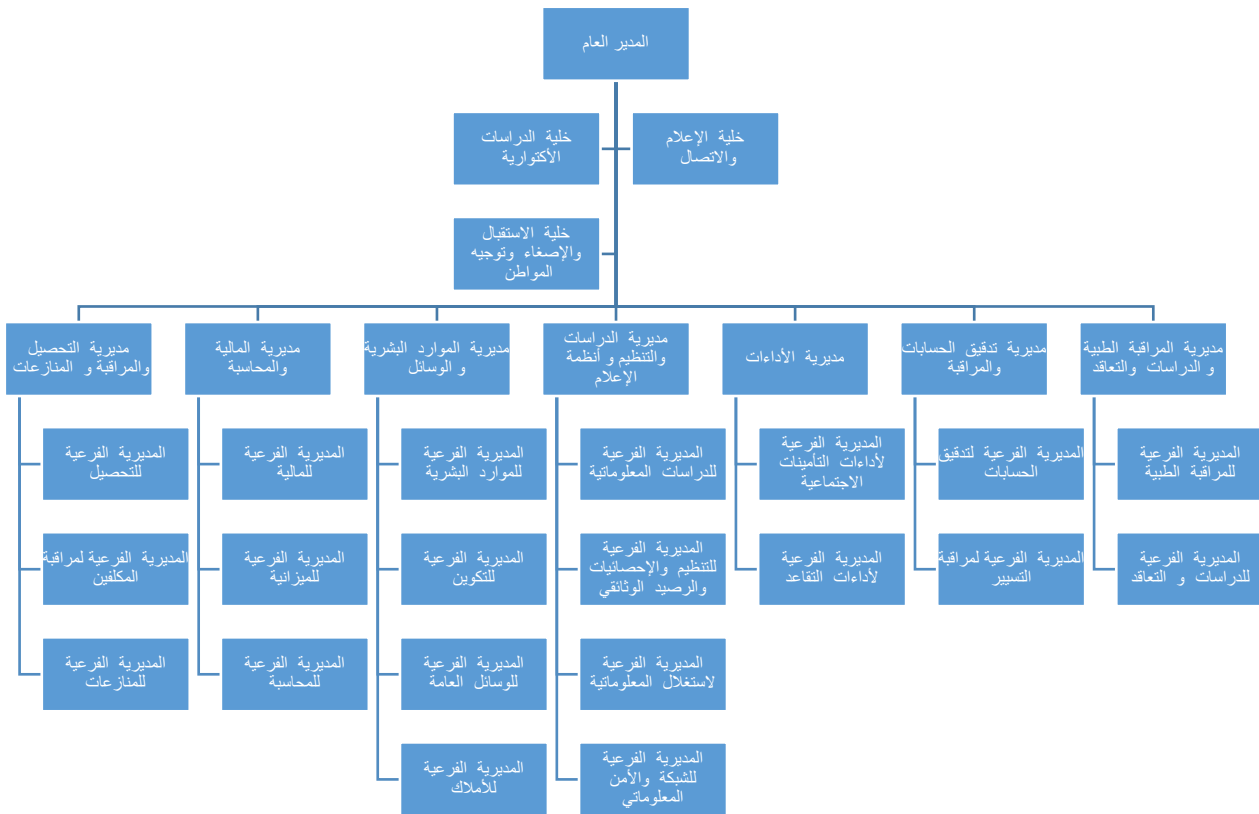 المدير العام
خلية الإعلام
والاتصال
خلية الدراسات
الأكتوارية
خلية الاستقبال
والإصغاء وتوجيه
المواطن
مديرية المراقبة الطبية
و الدراسات والتعاقد
مديرية تدقيق الحسابات
والمراقبة
مديرية الأداءات
مديرية الدراسات
والتنظيم و أنظمة
الإعلام
مديرية الموارد البشرية
و الوسائل
مديرية المالية
والمحاسبة
مديرية التحصيل
والمراقبة و المنازعات
المديرية الفرعية
للمراقبة الطبية
المديرية الفرعية لتدقيق
الحسابات
المديرية الفرعية
لأداءات التأمينات
الاجتماعية
المديرية الفرعية
للدراسات المعلوماتية
المديرية الفرعية
للموارد البشرية
المديرية الفرعية
للمالية
المديرية الفرعية
للتحصيل
المديرية الفرعية
للدراسات و التعاقد
المديرية الفرعية لمراقبة
التسيير
المديرية الفرعية
لأداءات التقاعد
المديرية الفرعية
للتنظيم والإحصائيات
والرصيد الوثائقي
المديرية الفرعية
للتكوين
المديرية الفرعية
للميزانية
المديرية الفرعية لمراقبة
المكلفين
المديرية الفرعية
لاستغلال المعلوماتية
المديرية الفرعية
للوسائل العامة
المديرية الفرعية
للمحاسبة
المديرية الفرعية
للمنازعات
المديرية الفرعية
للشبكة والأمن
المعلوماتي
المديرية الفرعية
للأملاك